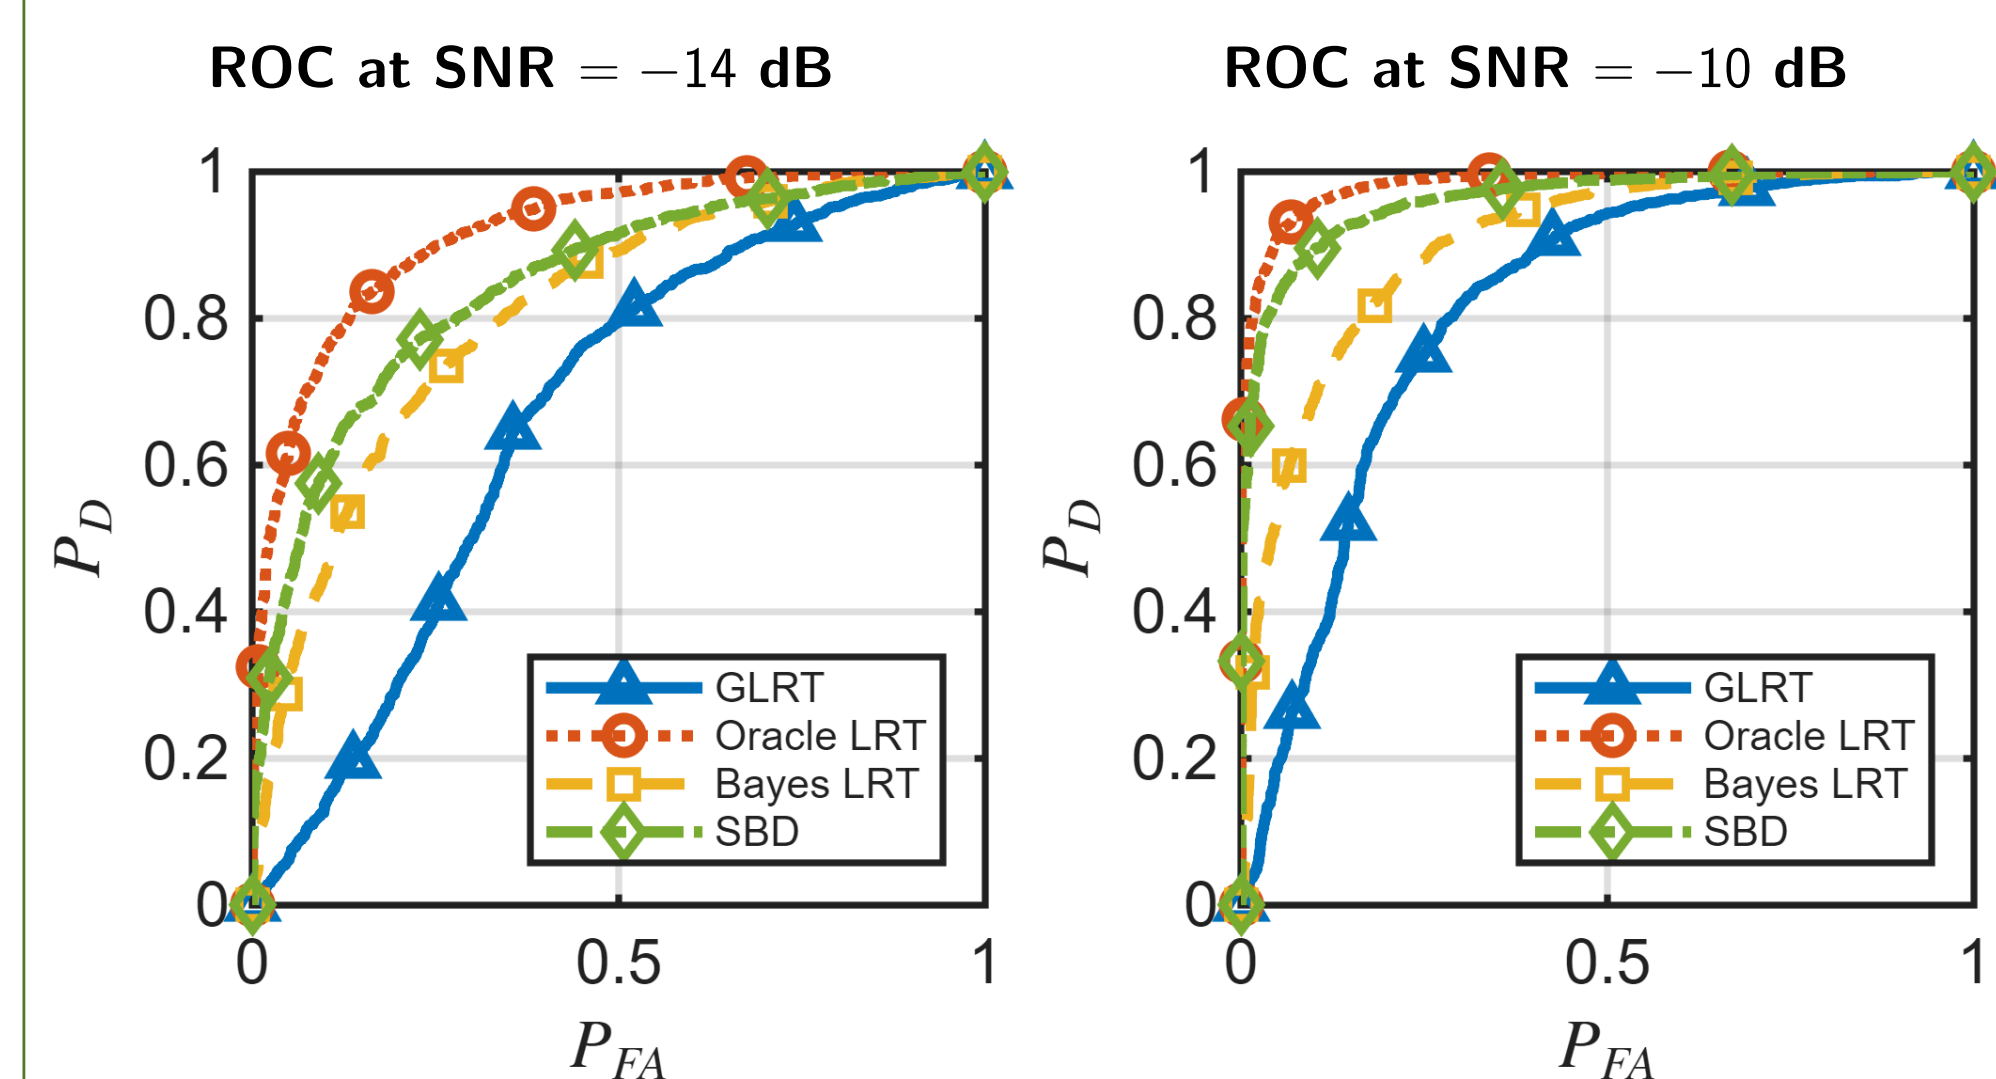 ROC at SNR = −14 dB
1
0.8
0.6
0.4
0.2
0
P_D
GLRT
Oracle LRT
Bayes LRT
SBD
0 0.5 1
P_FA
ROC at SNR = −10 dB
1
0.8
0.6
0.4
0.2
0
P_D
GLRT
Oracle LRT
Bayes LRT
SBD
0 0.5 1
P_FA